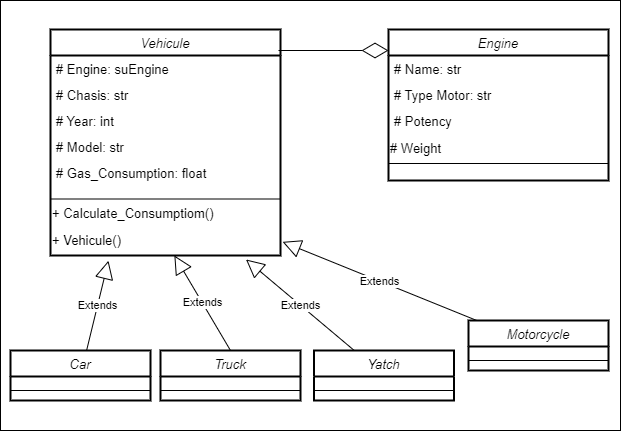 Vehicule
# Engine: suEngine
# Chasis: str
# Year: int
# Model: str
# Gas_Consumption: float
+ Calculate_Consumptiom()
+ Vehicule()
Engine
# Name: str
# Type Motor: str
# Potency
# Weight
Extends
Extends
Extends
Extends
Car
Truck
Yatch
Motorcycle